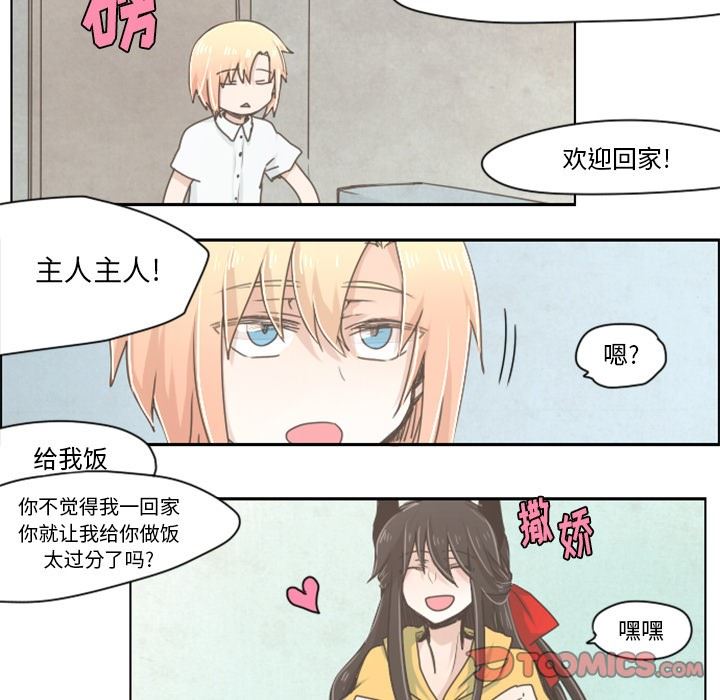 磅
欢迎回家!
主人主人!
嗯?
给我饭
你不觉得我一回家
你就让我给你做饭
太过分了吗?
撒娇
嘿嘿
TOOMICS.COM